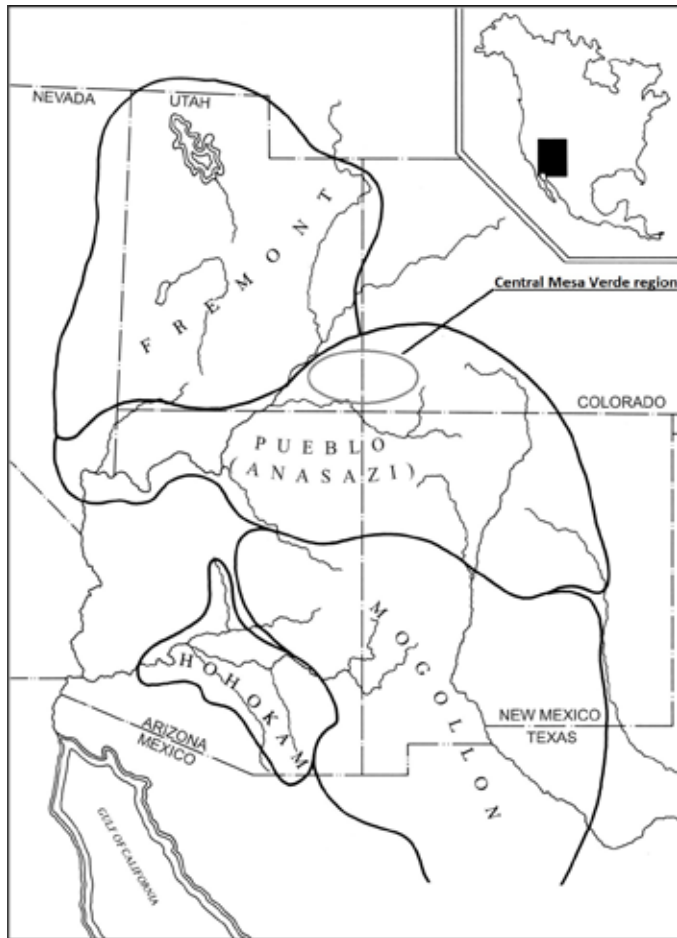 NEVADA
UTAH
FREMONT
Central Mesa Verde region
COLORADO
PUEBLO
(ANASAZI)
MOGOLLON
HOHOKAM
NEW MEXICO
TEXAS
ARIZONA
MEXICO
GULF OF CALIFORNIA